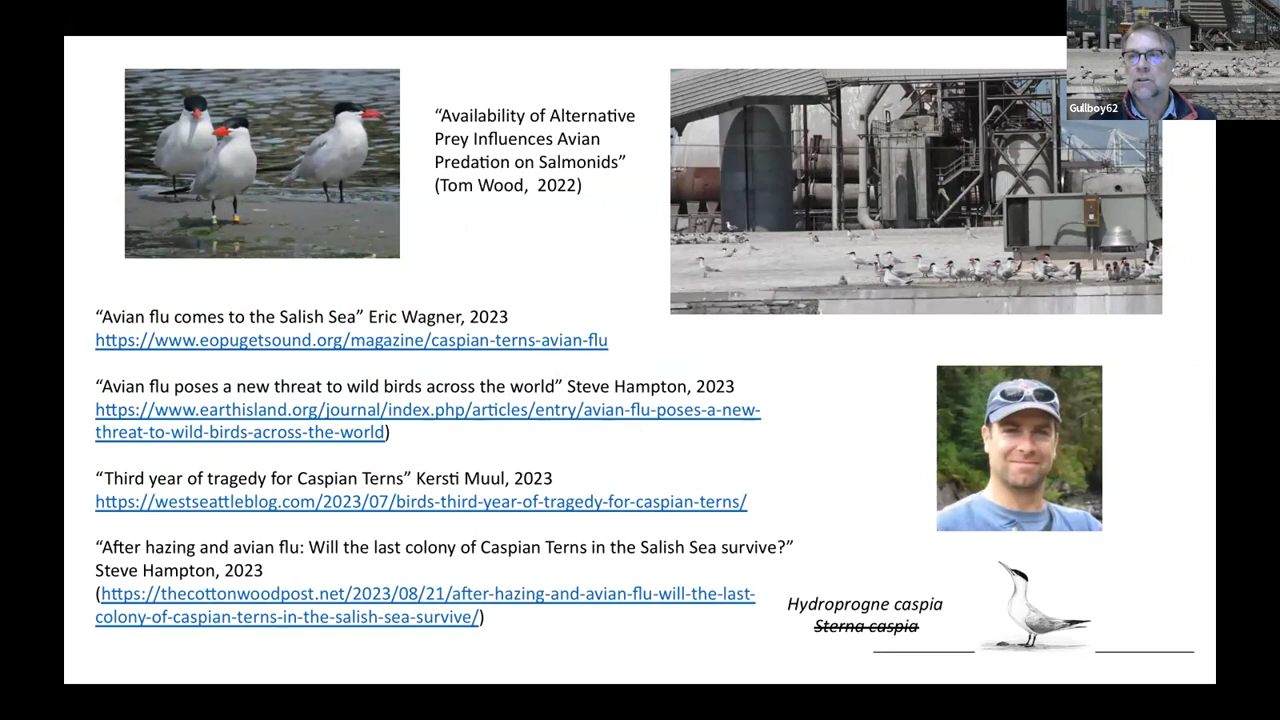 Gullboy62
“Availability of Alternative
Prey Influences Avian
Predation on Salmonids”
(Tom Wood, 2022)
“Avian flu comes to the Salish Sea” Eric Wagner, 2023
https://www.eopugetsound.org/magazine/caspian-terns-avian-flu
“Avian flu poses a new threat to wild birds across the world” Steve Hampton, 2023
https://www.earthisland.org/journal/index.php/articles/entry/avian-flu-poses-a-new-
threat-to-wild-birds-across-the-world)
“Third year of tragedy for Caspian Terns” Kersti Muul, 2023
https://westseattleblog.com/2023/07/birds-third-year-of-tragedy-for-caspian-terns/
“After hazing and avian flu: Will the last colony of Caspian Terns in the Salish Sea survive?”
Steve Hampton, 2023
(https://thecottonwoodpost.net/2023/08/21/after-hazing-and-avian-flu-will-the-last-
colony-of-caspian-terns-in-the-salish-sea-survive/)
Hydroprogne caspia
Sterna caspia